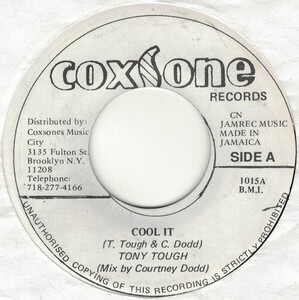 coxsone
RECORDS
Distributed by:
Coxsones Music
City
3135 Fulton St.
Brooklyn N.Y.
11208
Telephone:
718-277-4166
CN
JAMREC MUSIC
MADE IN
JAMAICA
SIDE A
1015A
B.M.I.
COOL IT
(T. Tough & C. Dodd)
TONY TOUGH
(Mix by Courtney Dodd)
UNAUTHORISED COPYING OF THIS RECORDING IS PROHIBITED